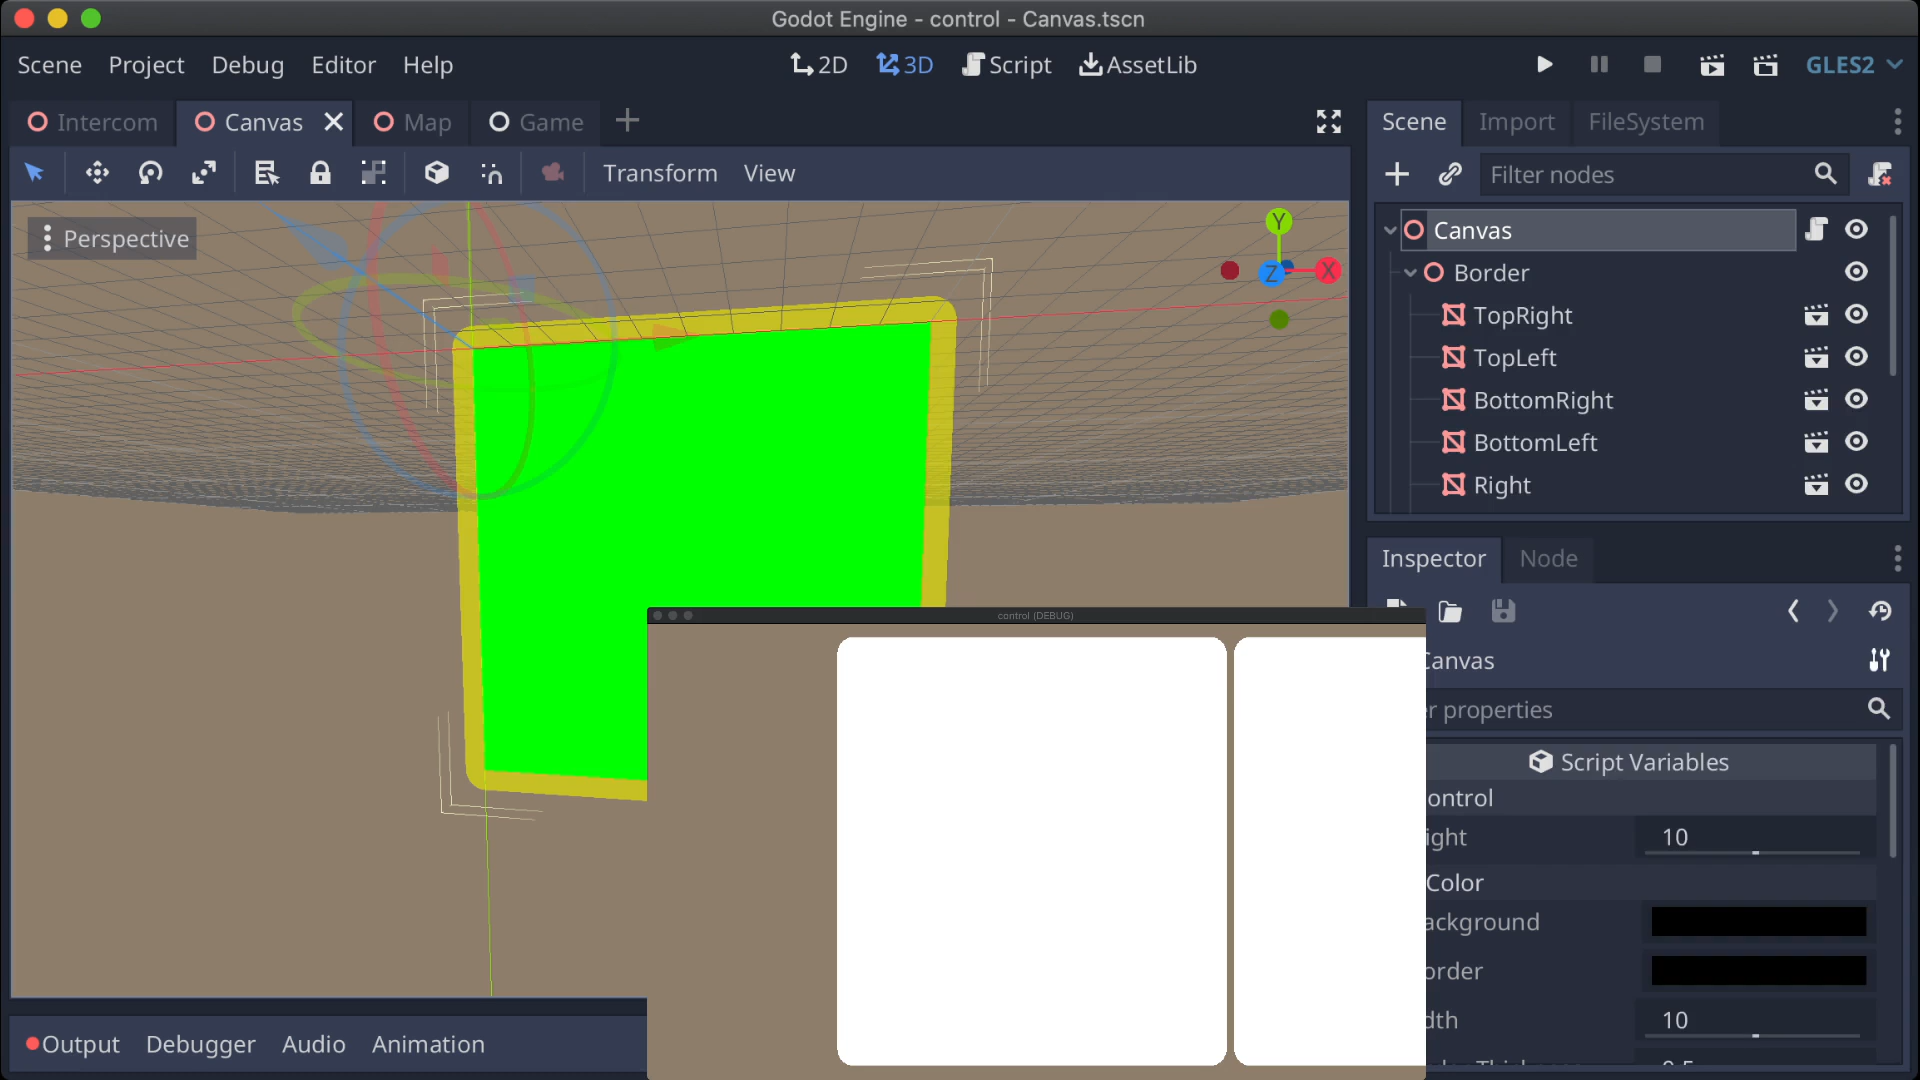 Godot Engine - control - Canvas.tscn
Scene Project Debug Editor Help 2D 3D Script AssetLib GLES2
Intercom Canvas Map Game
Transform View
Perspective
Y
Z X
Scene Import FileSystem
Filter nodes
Canvas
Border
TopRight
TopLeft
BottomRight
BottomLeft
Right
Inspector Node
control (DEBUG)
Canvas
r properties
Script Variables
ontrol
ight 10
Color
ackground
order
dth 10
Output Debugger Audio Animation